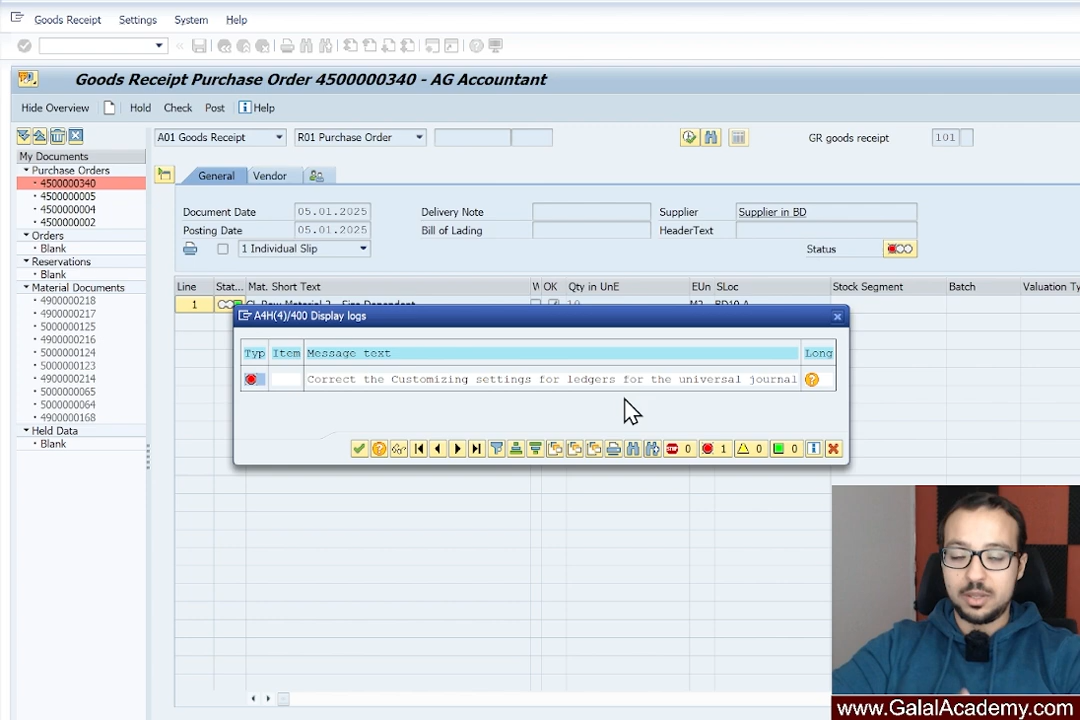 Goods Receipt Settings System Help
Goods Receipt Purchase Order 4500000340 - AG Accountant
Hide Overview Hold Check Post Help
A01 Goods Receipt R01 Purchase Order GR goods receipt 101
My Documents
Purchase Orders
4500000340
4500000005
4500000004
4500000002
Orders
Blank
Reservations
Blank
Material Documents
4900000218
4900000217
5000000125
4900000216
5000000124
5000000123
4900000214
5000000065
5000000064
4900000168
Held Data
Blank
General Vendor
Document Date 05.01.2025 Delivery Note Supplier Supplier in BD
Posting Date 05.01.2025 Bill of Lading HeaderText
1 Individual Slip Status
Line Stat... Mat. Short Text W OK Qty in UnE EUn SLoc Stock Segment Batch Valuation Ty
1
A4H(4)/400 Display logs
Typ Item Message text Long
Correct the Customizing settings for ledgers for the universal journal
STOP 0 1 0 0
www.GalalAcademy.com